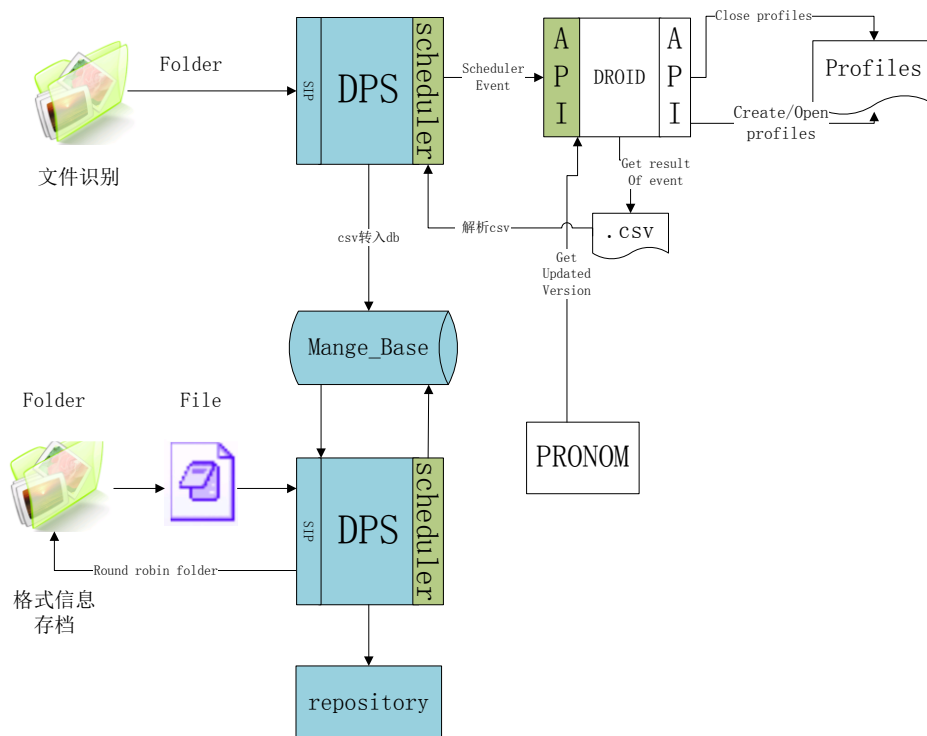 Folder
文件识别
SIP
DPS
scheduler
Scheduler
Event
API
DROID
API
Close profiles
Profiles
Create/Open
profiles
Get result
Of event
.csv
解析csv
csv转入db
Get
Updated
Version
Mange_Base
PRONOM
Folder
File
SIP
DPS
scheduler
Round robin folder
格式信息
存档
repository